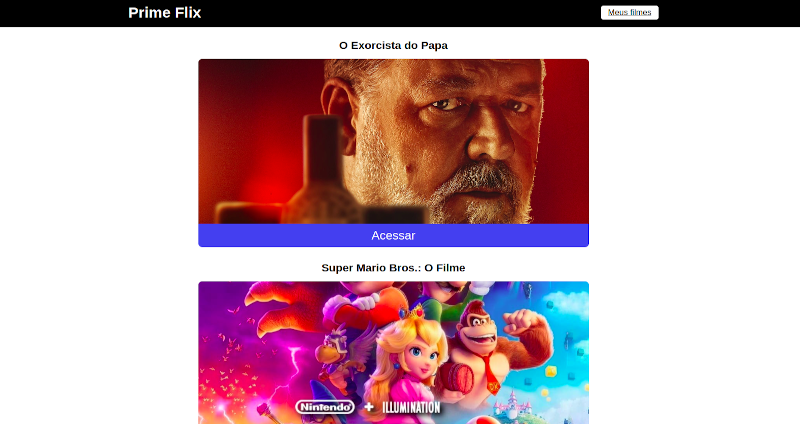 Prime Flix
Meus filmes
O Exorcista do Papa
Acessar
Super Mario Bros.: O Filme
Nintendo + ILLUMINATION